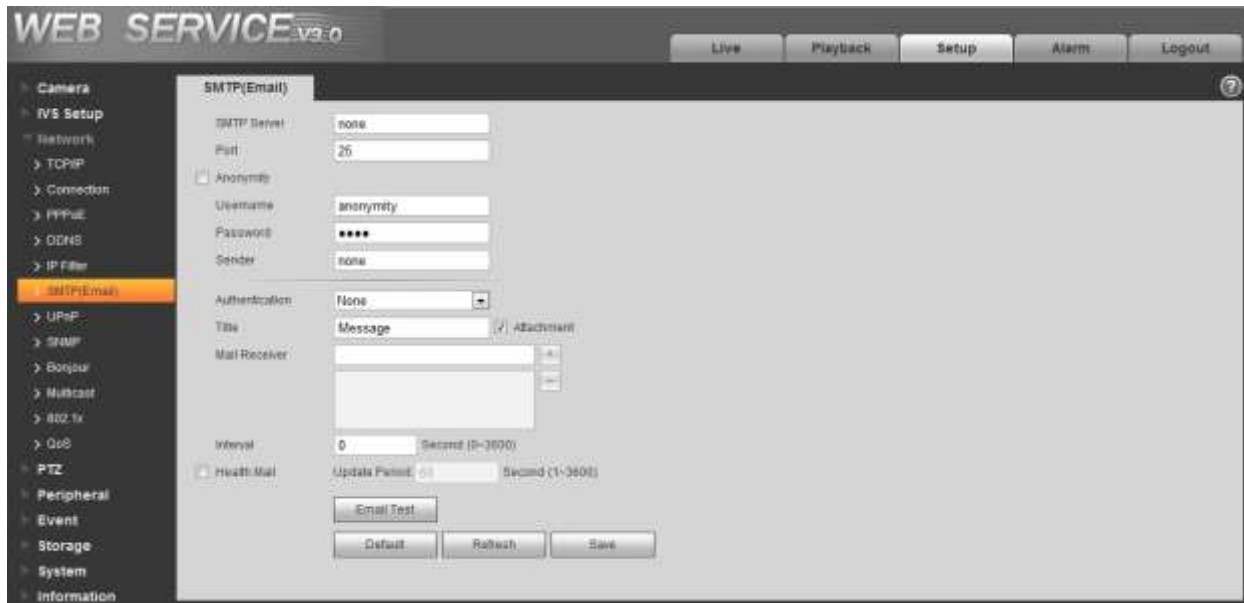 WEB SERVICE V3.0
Live Playback Setup Alarm Logout
Camera
IVS Setup
Network
TCP/IP
Connection
PPPoE
DDNS
IP Filter
SMTP(Email)
UPnP
SNMP
Bonjour
Multicast
802.1x
QoS
PTZ
Peripheral
Event
Storage
System
Information
SMTP(Email)
?
SMTP Server none
Port 25
Anonymity
Username anonymity
Password ●●●●
Sender none
Authentication None
Title Message Attachment
Mail Receiver
+
−
Interval 0 Second (0~3600)
Health Mail Update Period 60 Second (1~3600)
Email Test
Default Refresh Save